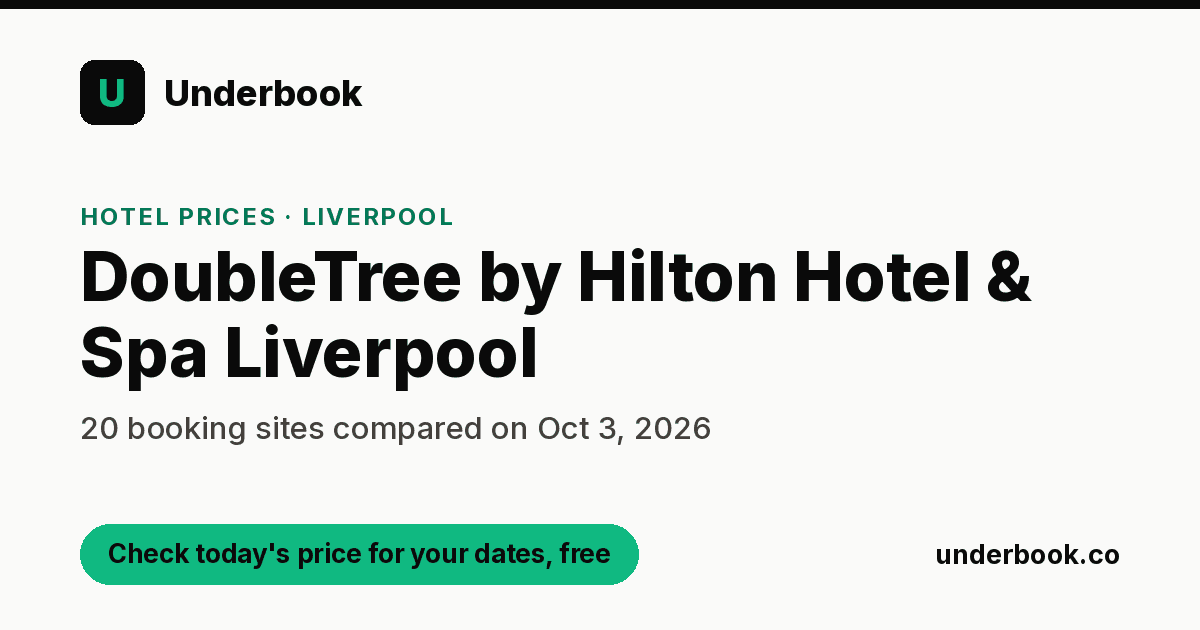 U Underbook
HOTEL PRICES · LIVERPOOL
DoubleTree by Hilton Hotel &
Spa Liverpool
20 booking sites compared on Oct 3, 2026
Check today's price for your dates, free
underbook.co